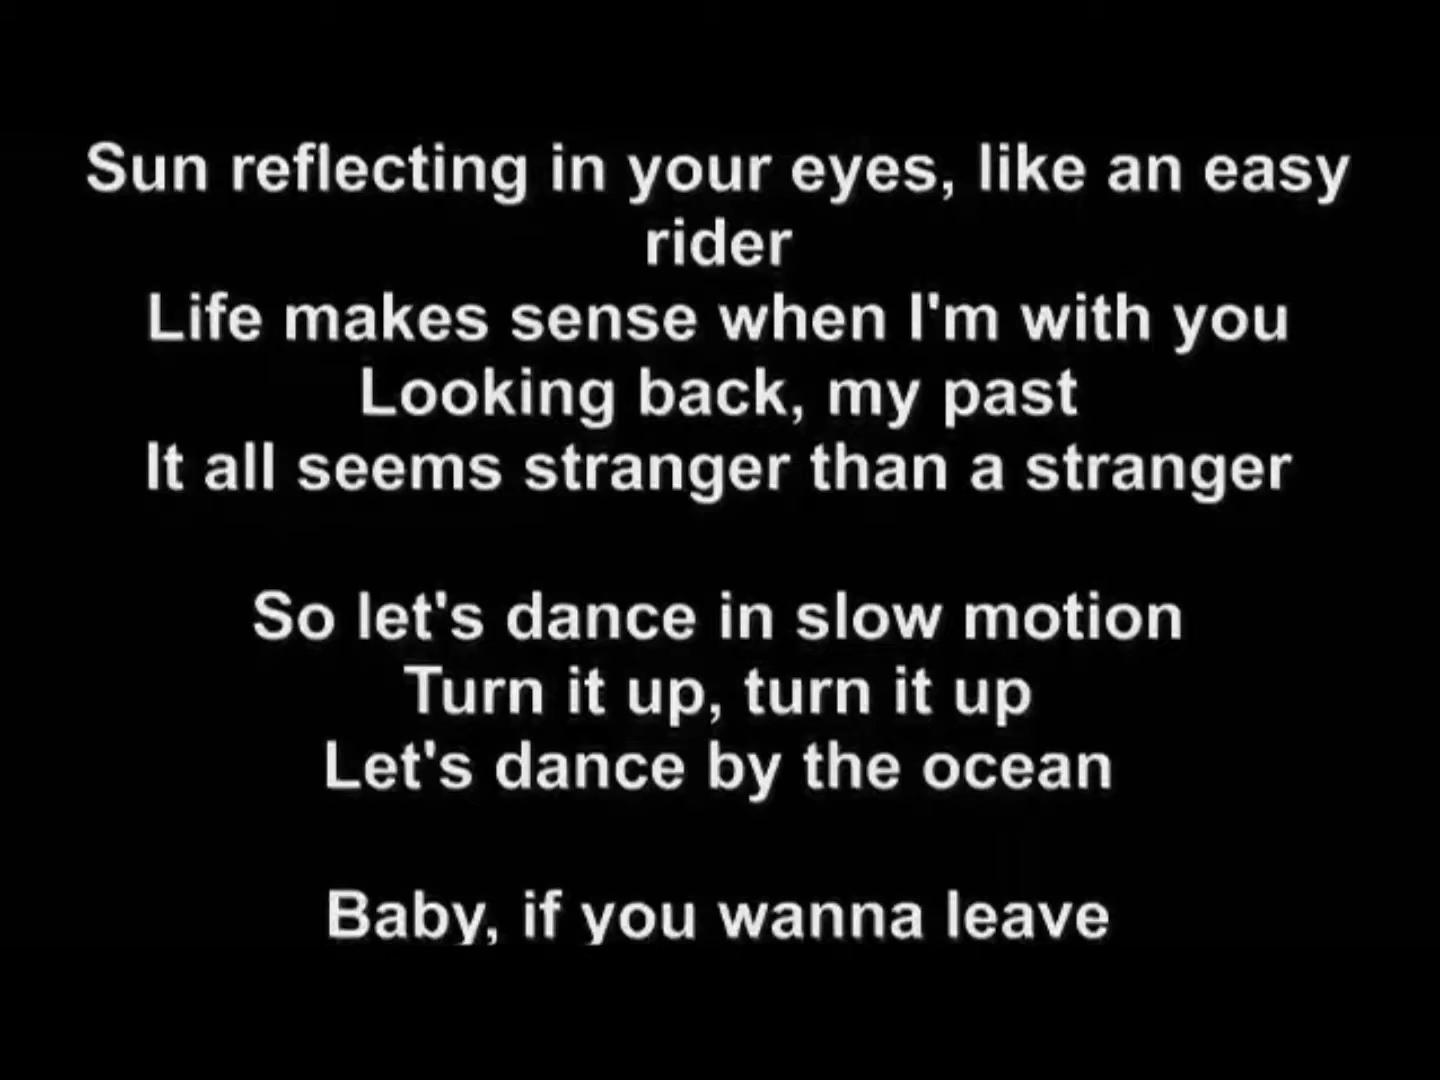 Sun reflecting in your eyes, like an easy
rider
Life makes sense when I'm with you
Looking back, my past
It all seems stranger than a stranger
So let's dance in slow motion
Turn it up, turn it up
Let's dance by the ocean
Baby, if you wanna leave